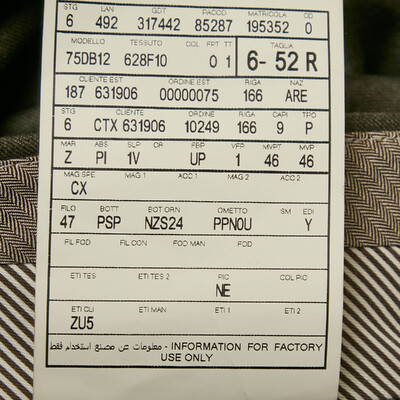 STG LAN GDT PACCO MATRICOLA CD
6 492 317442 85287 195352 0
MODELLO TESSUTO COL FPT TT TAGLIA
75DB12 628F10 0 1 6- 52 R
CLIENTE EST ORDINE EST RIGA NAZ
187 631906 00000075 166 ARE
STG CLIENTE ORDINE RIGA CAPI TPO
6 CTX 631906 10249 166 9 P
MAR ABS SLP CR FBP VFP MVPT MVP
Z PI 1V UP 1 46 46
MAG SPE MAG 1 ACC 1 MAG 2 ACC 2
CX
FILO BOTT BOT ORN OMETTO SM EDI
47 PSP NZS24 PPN0U Y
FIL FOD FIL CON FOD MAN FOD
ETI TES ETI TES 2 PIC COL PIC
NE
ETI CLI ETI MAN ETI 1 ETI 2
ZU5
معلومات عن مصنع استخدام فقط - INFORMATION FOR FACTORY
USE ONLY